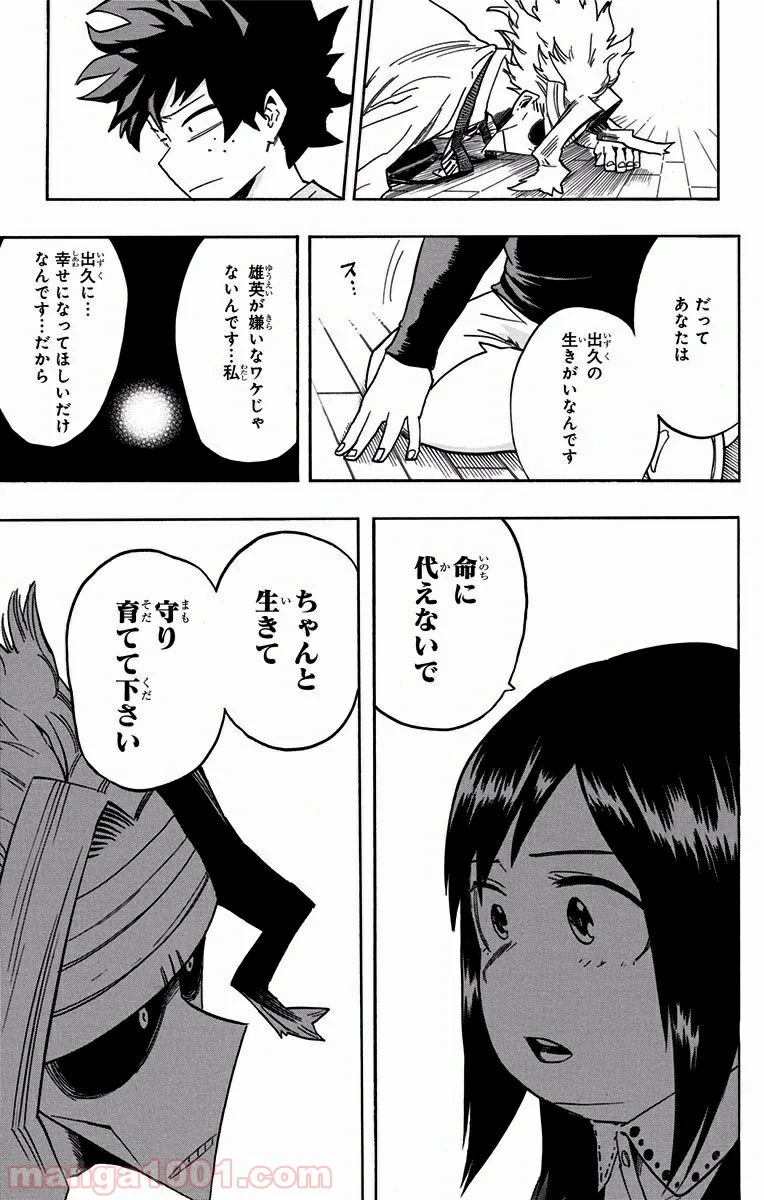 だって
あなたは
出久の
生きがいなんです
ス…
雄英が嫌いなワケじゃ
ないんです…私
出久に…
幸せになってほしいだけ
なんです…だから
命に
代えないで
ちゃんと
生きて
守り
育てて下さい
manga1001.com